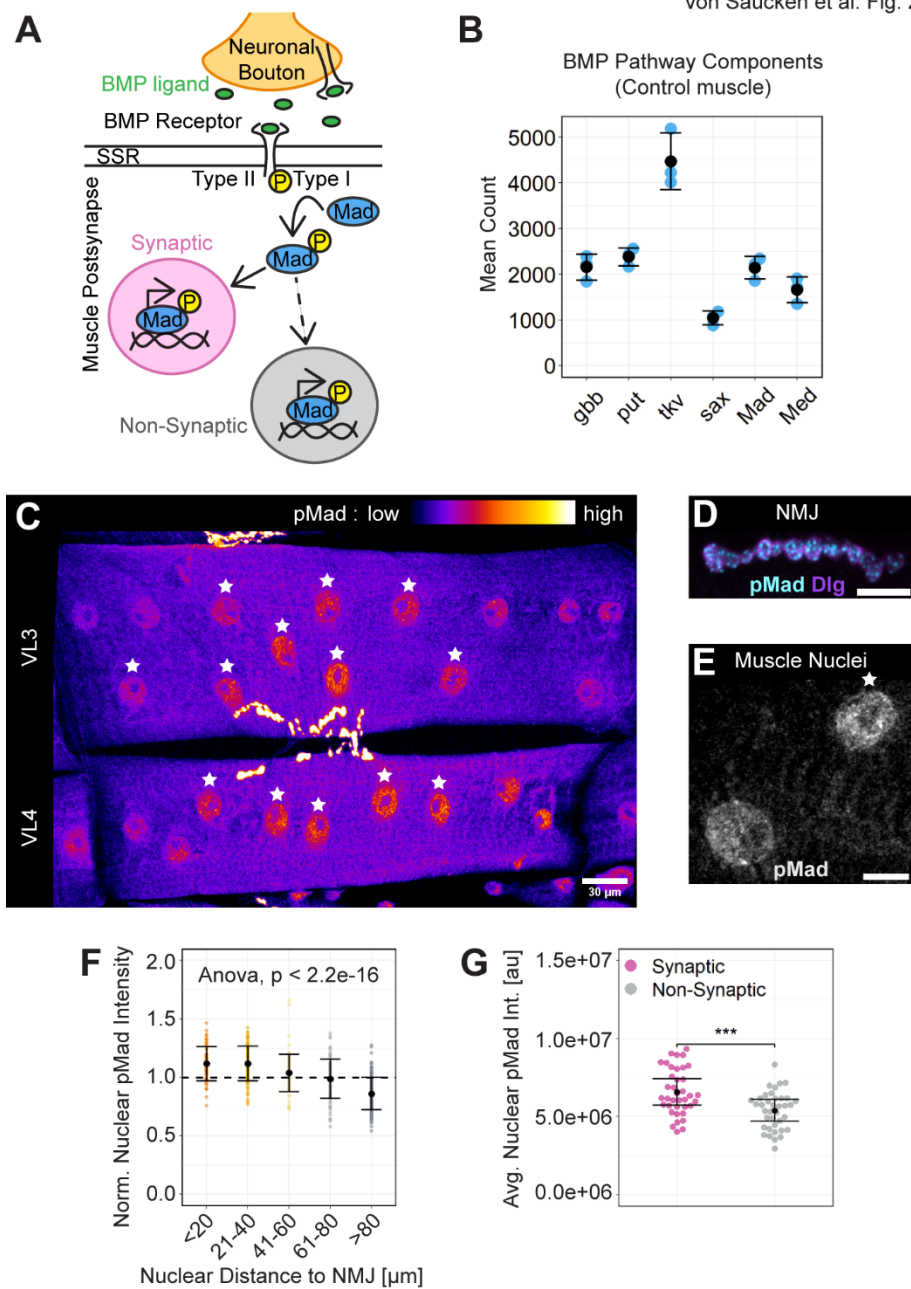 von Saucken et al. Fig. 2
A
Neuronal
Bouton
BMP ligand
BMP Receptor
SSR
Type II
P
Type I
Mad
P
Mad
Muscle Postsynapse
Synaptic
P
Mad
P
Mad
Non-Synaptic
B
BMP Pathway Components
(Control muscle)
Mean Count
5000
4000
3000
2000
1000
0
gbb
put
tkv
sax
Mad
Med
C
pMad : low
high
VL3
VL4
30 µm
D
NMJ
pMad Dlg
E
Muscle Nuclei
pMad
F
Norm. Nuclear pMad Intensity
Anova, p < 2.2e-16
2.0
1.5
1.0
0.5
0.0
<20
21-40
41-60
61-80
>80
Nuclear Distance to NMJ [µm]
G
Avg. Nuclear pMad Int. [au]
1.5e+07
1.0e+07
5.0e+06
0.0e+06
Synaptic
Non-Synaptic
***